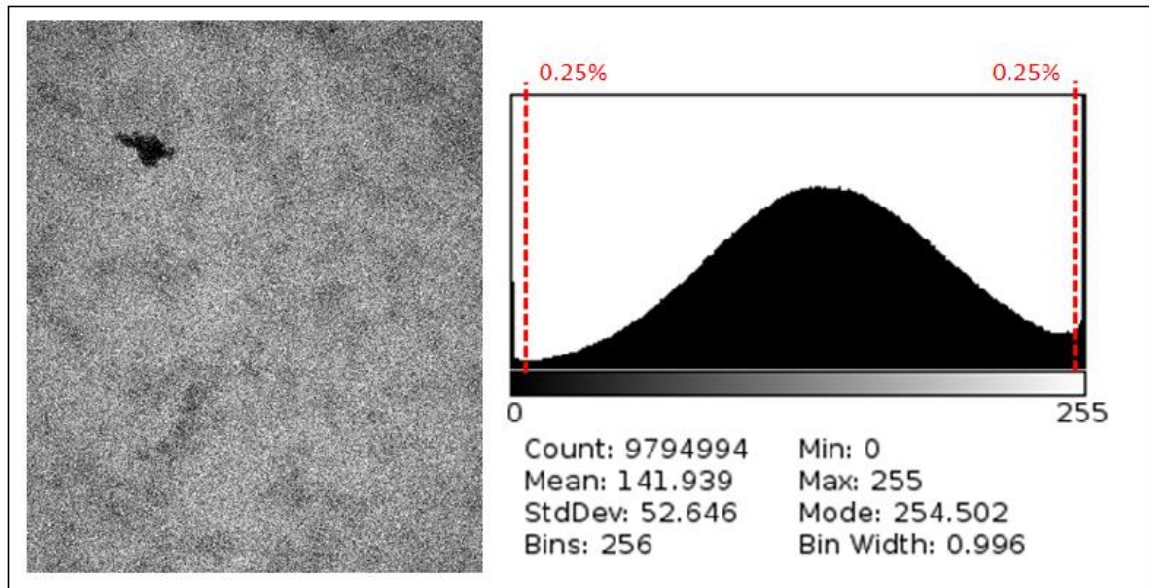 0.25% 0.25%
0 255
Count: 9794994 Min: 0
Mean: 141.939 Max: 255
StdDev: 52.646 Mode: 254.502
Bins: 256 Bin Width: 0.996